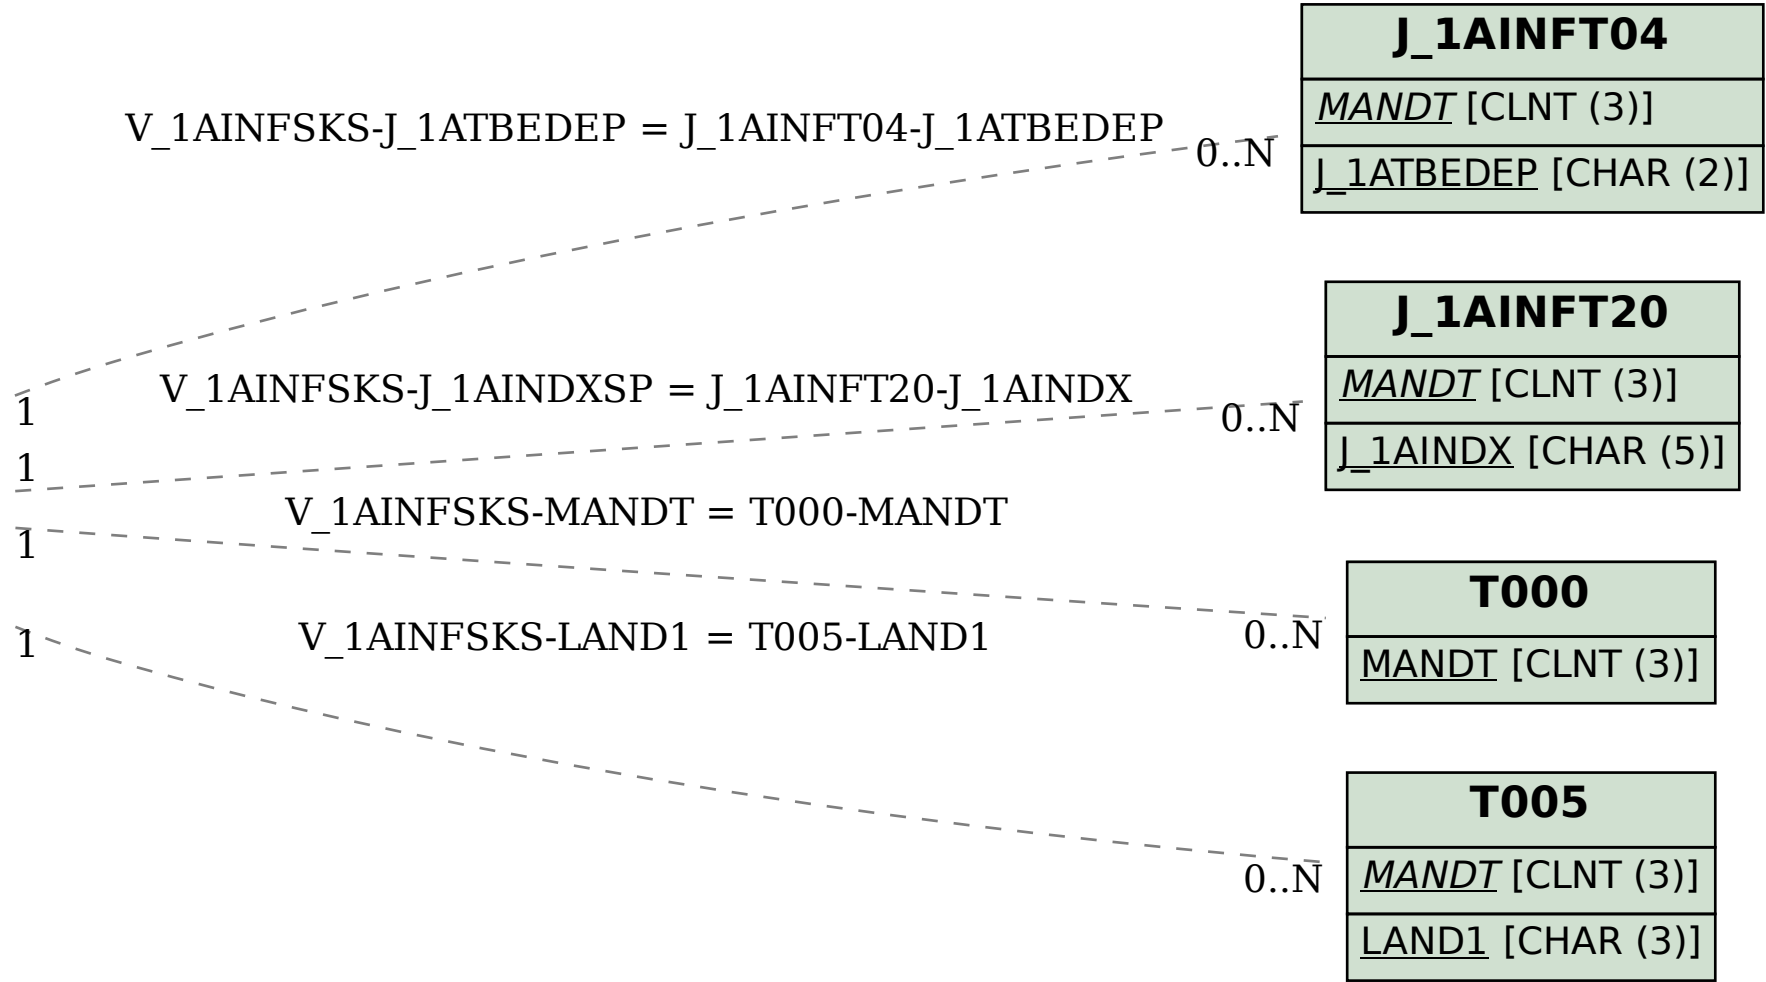 J_1AINFT04
MANDT [CLNT (3)]
J_1ATBEDEP [CHAR (2)]
V_1AINFSKS-J_1ATBEDEP = J_1AINFT04-J_1ATBEDEP
0..N
1
J_1AINFT20
MANDT [CLNT (3)]
J_1AINDX [CHAR (5)]
V_1AINFSKS-J_1AINDXSP = J_1AINFT20-J_1AINDX
0..N
1
V_1AINFSKS-MANDT = T000-MANDT
1
0..N
T000
MANDT [CLNT (3)]
V_1AINFSKS-LAND1 = T005-LAND1
1
0..N
T005
MANDT [CLNT (3)]
LAND1 [CHAR (3)]